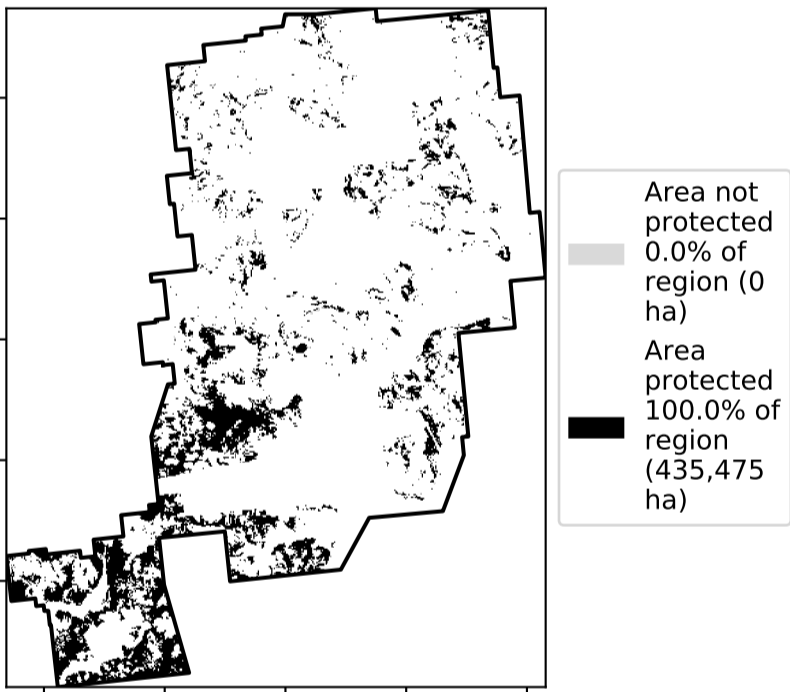 Area not
protected
0.0% of
region (0
ha)
Area
protected
100.0% of
region
(435,475
ha)